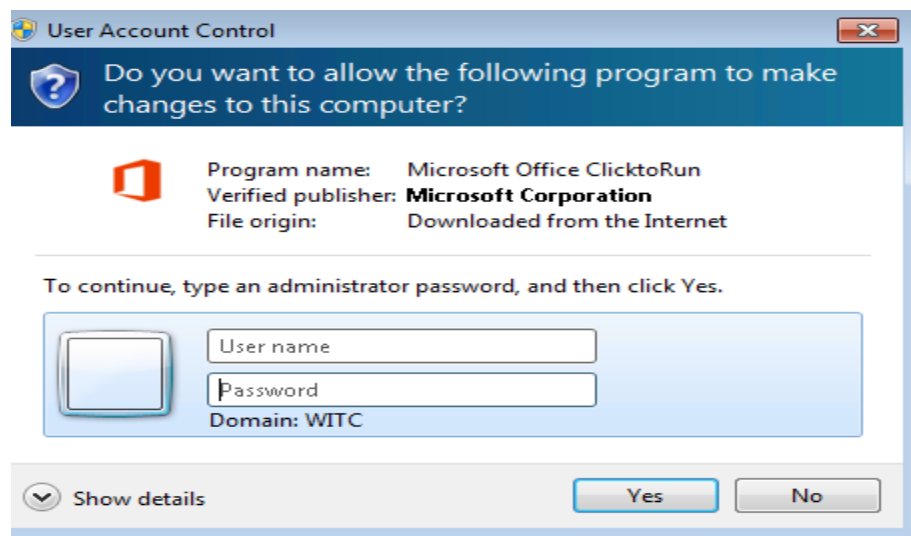 User Account Control
Do you want to allow the following program to make
changes to this computer?
Program name: Microsoft Office ClicktoRun
Verified publisher: Microsoft Corporation
File origin: Downloaded from the Internet
To continue, type an administrator password, and then click Yes.
User name
Password
Domain: WITC
Show details
Yes
No